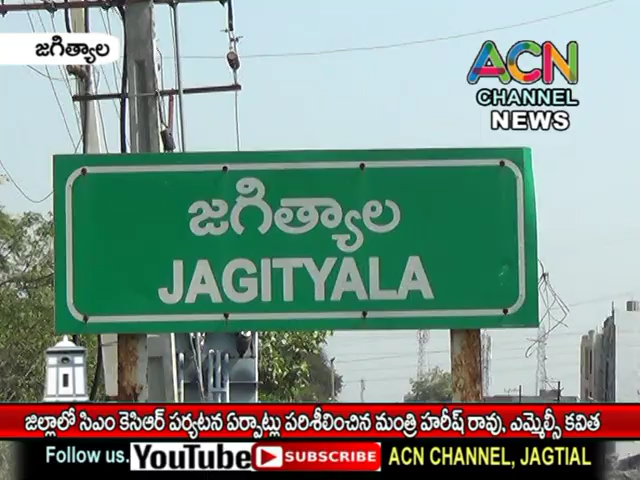 జగిత్యాల
ACN
CHANNEL
NEWS
జగిత్యాల
JAGITYALA
జిల్లాలో సిఎం కెసిఆర్ పర్యటన ఏర్పాట్లు పరిశీలించిన మంత్రి హరీష్ రావు, ఎమ్మెల్సీ కవిత
Follow us. YouTube SUBSCRIBE ACN CHANNEL, JAGTIAL